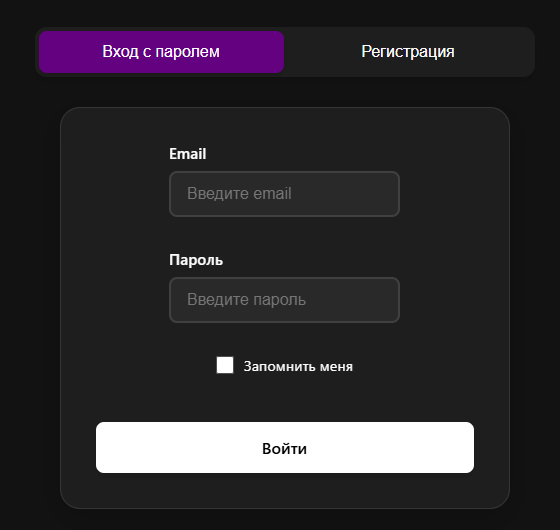 Вход с паролем Регистрация
Email
Введите email
Пароль
Введите пароль
Запомнить меня
Войти